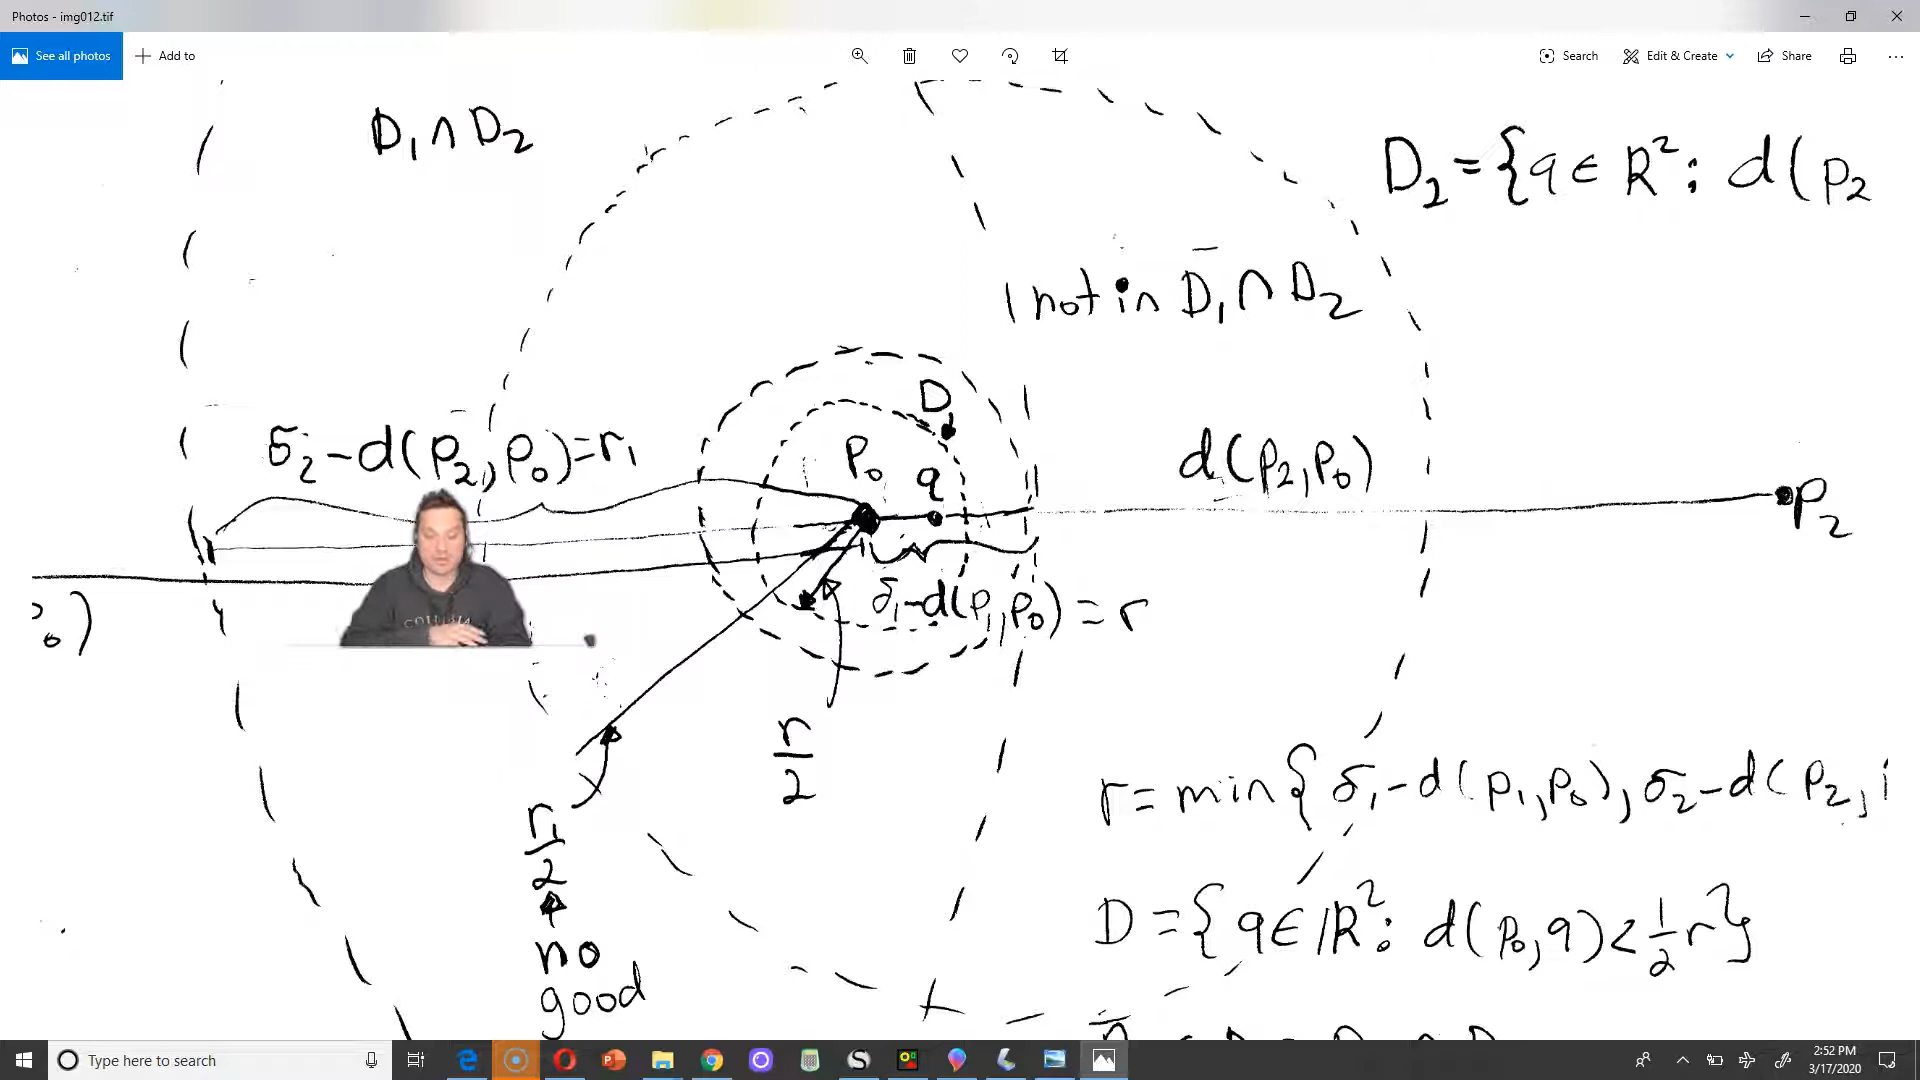 Photos - img012.tif
See all photos
Add to
Search
Edit & Create
Share
D₁ ∩ D₂
D₂ = {q ∈ R²: d(p₂
not in D₁ ∩ D₂
D
δ₂ - d(p₂, p₀) = r₁
p₀
q
d(p₂, p₀)
p₂
₀)
δ₁ - d(p₁, p₀) = r
r/2
r = min{δ₁ - d(p₁, p₀), δ₂ - d(p₂,
r₁/2
D = {q ∈ R²: d(p₀, q) < 1/2 r}
no
good
Type here to search
2:52 PM
3/17/2020